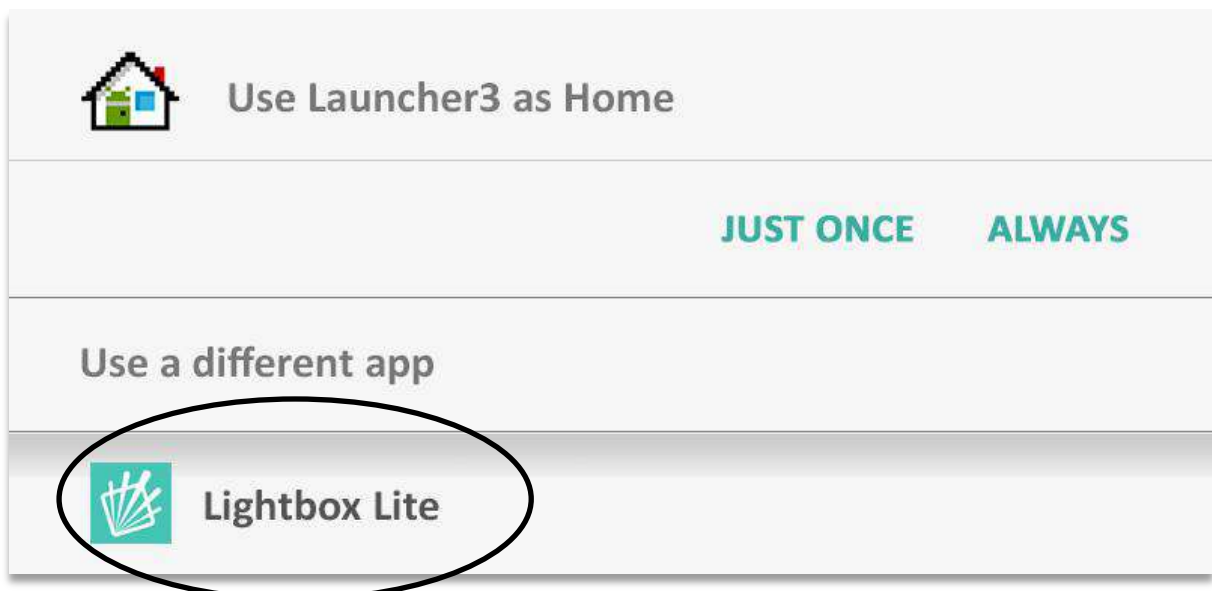 Use Launcher3 as Home
JUST ONCE ALWAYS
Use a different app
Lightbox Lite